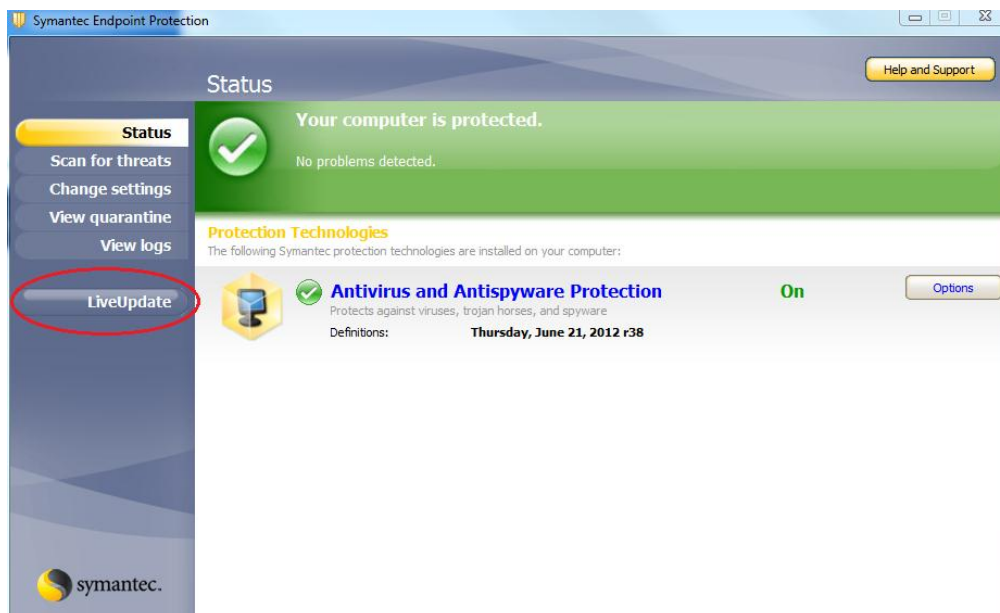 Symantec Endpoint Protection
Status
Help and Support
Status
Scan for threats
Change settings
View quarantine
View logs
LiveUpdate
Your computer is protected.
No problems detected.
Protection Technologies
The following Symantec protection technologies are installed on your computer:
Antivirus and Antispyware Protection
On
Options
Protects against viruses, trojan horses, and spyware
Definitions: Thursday, June 21, 2012 r38
symantec.